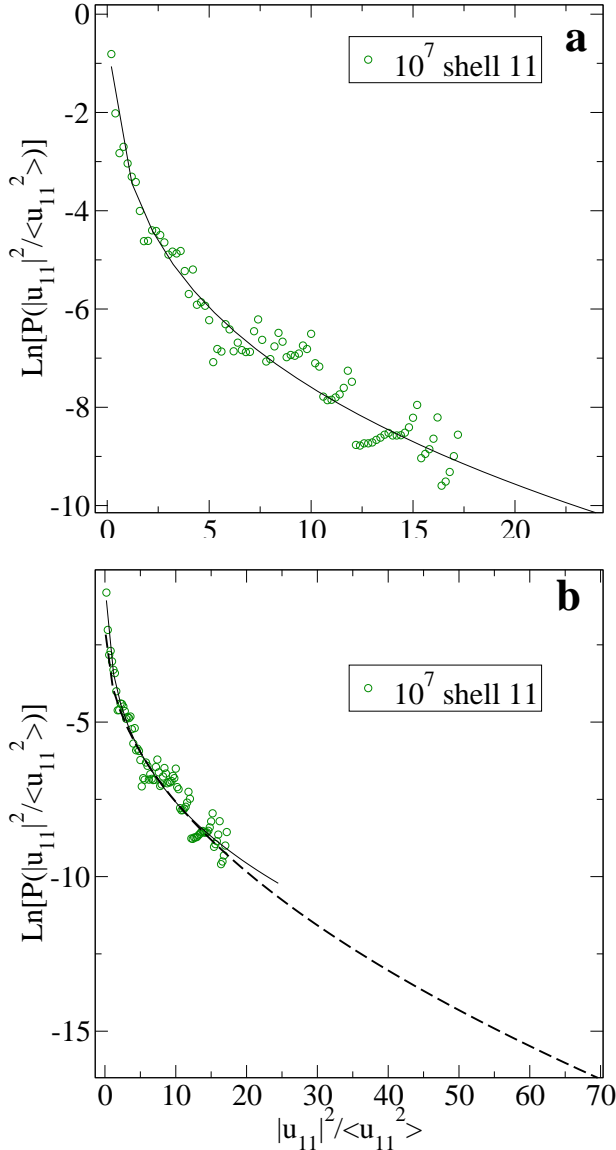 a
10^7 shell 11
Ln[P(|u_11|^2/<u_11^2>)]
0
-2
-4
-6
-8
-10
0 5 10 15 20
b
10^7 shell 11
Ln[P(|u_11|^2/<u_11^2>)]
-5
-10
-15
0 10 20 30 40 50 60 70
|u_11|^2/<u_11^2>